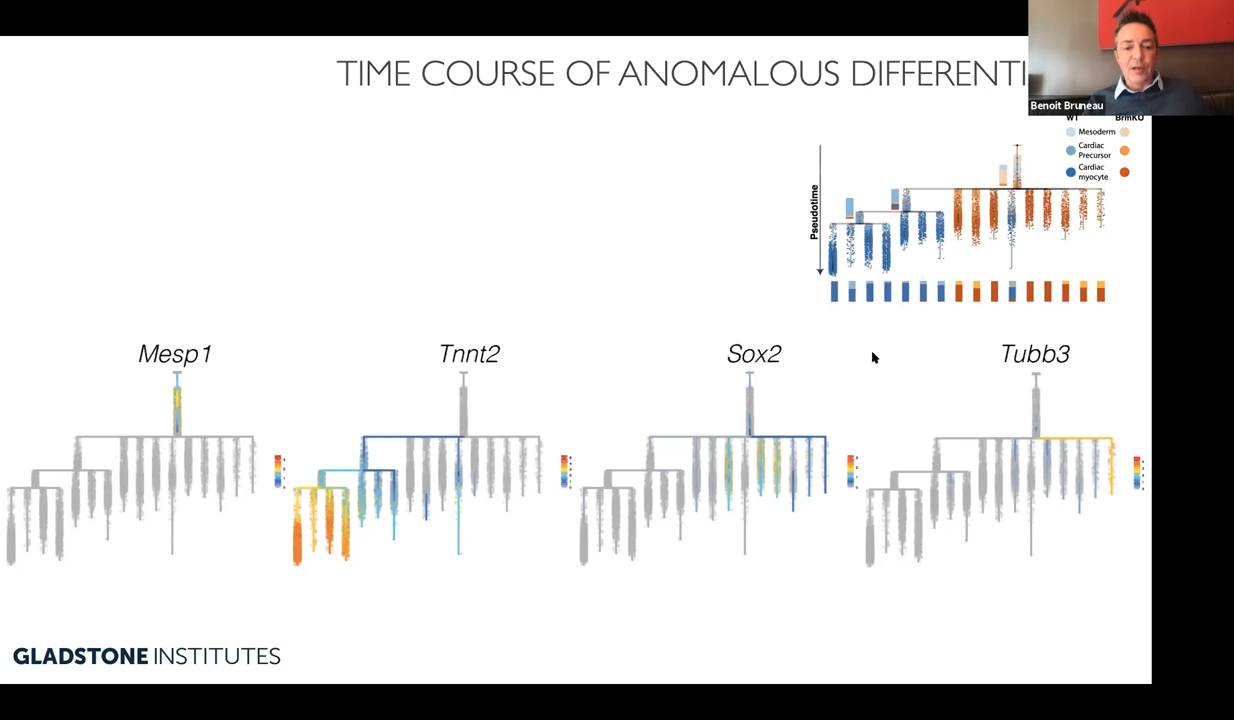 TIME COURSE OF ANOMALOUS DIFFERENTI
Benoit Bruneau
WT BrmKO
Mesoderm
Cardiac
Precursor
Cardiac
myocyte
Pseudotime
Mesp1 Tnnt2 Sox2 Tubb3
GLADSTONE INSTITUTES